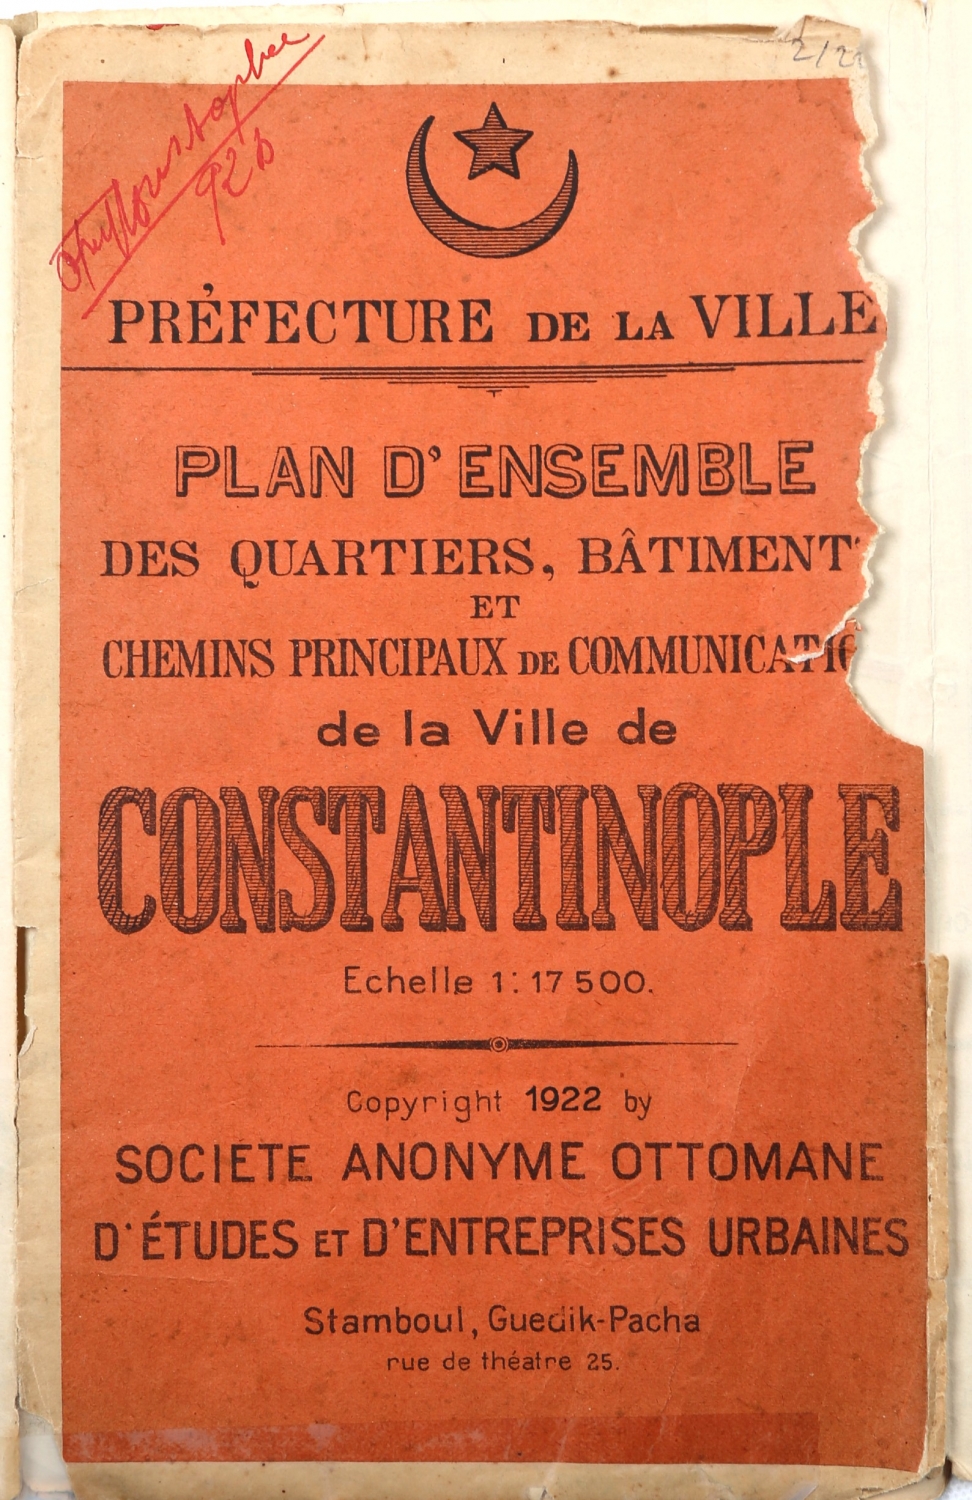 PRÉFECTURE DE LA VILLE
PLAN D'ENSEMBLE
DES QUARTIERS, BÂTIMENT
ET
CHEMINS PRINCIPAUX DE COMMUNICATIO
de la Ville de
CONSTANTINOPLE
Echelle 1:17 500.
Copyright 1922 by
SOCIETE ANONYME OTTOMANE
D'ÉTUDES ET D'ENTREPRISES URBAINES
Stamboul, Guedik-Pacha
rue de théatre 25.